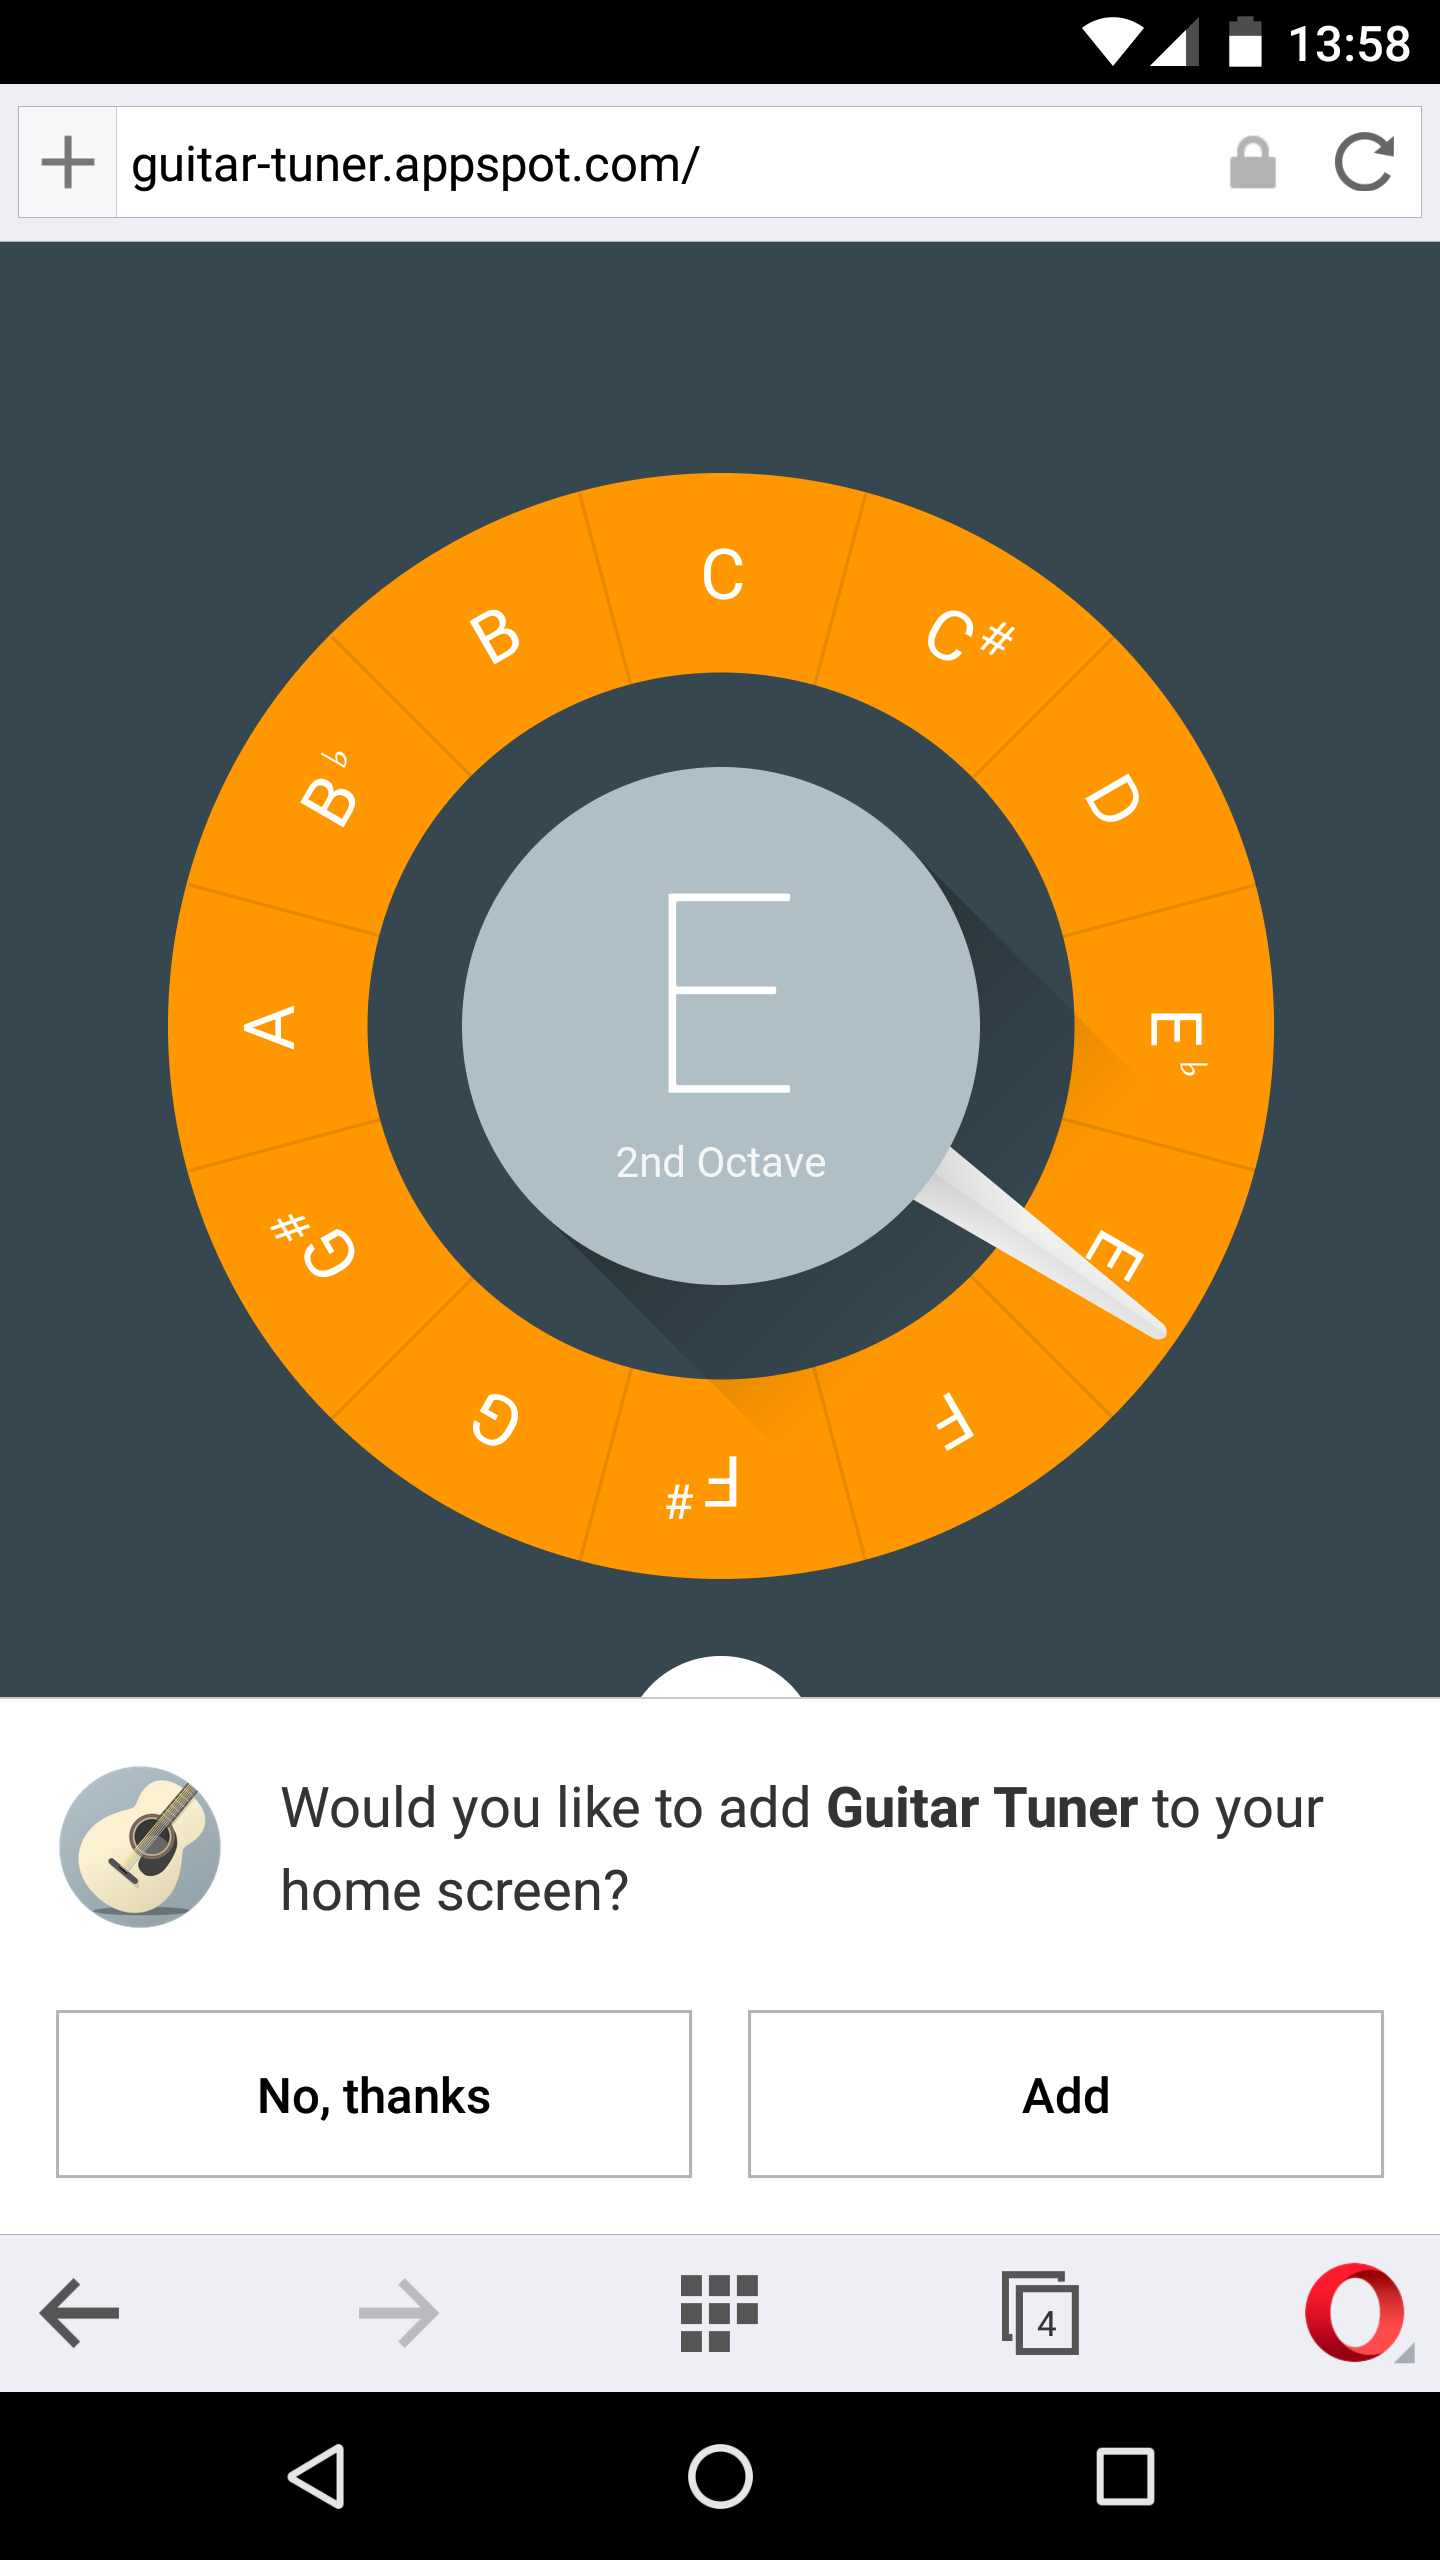 13:58
guitar-tuner.appspot.com/
C
C#
D
E♭
E
F
F#
G
G#
A
B♭
B
E
2nd Octave
Would you like to add Guitar Tuner to your
home screen?
No, thanks
Add
4